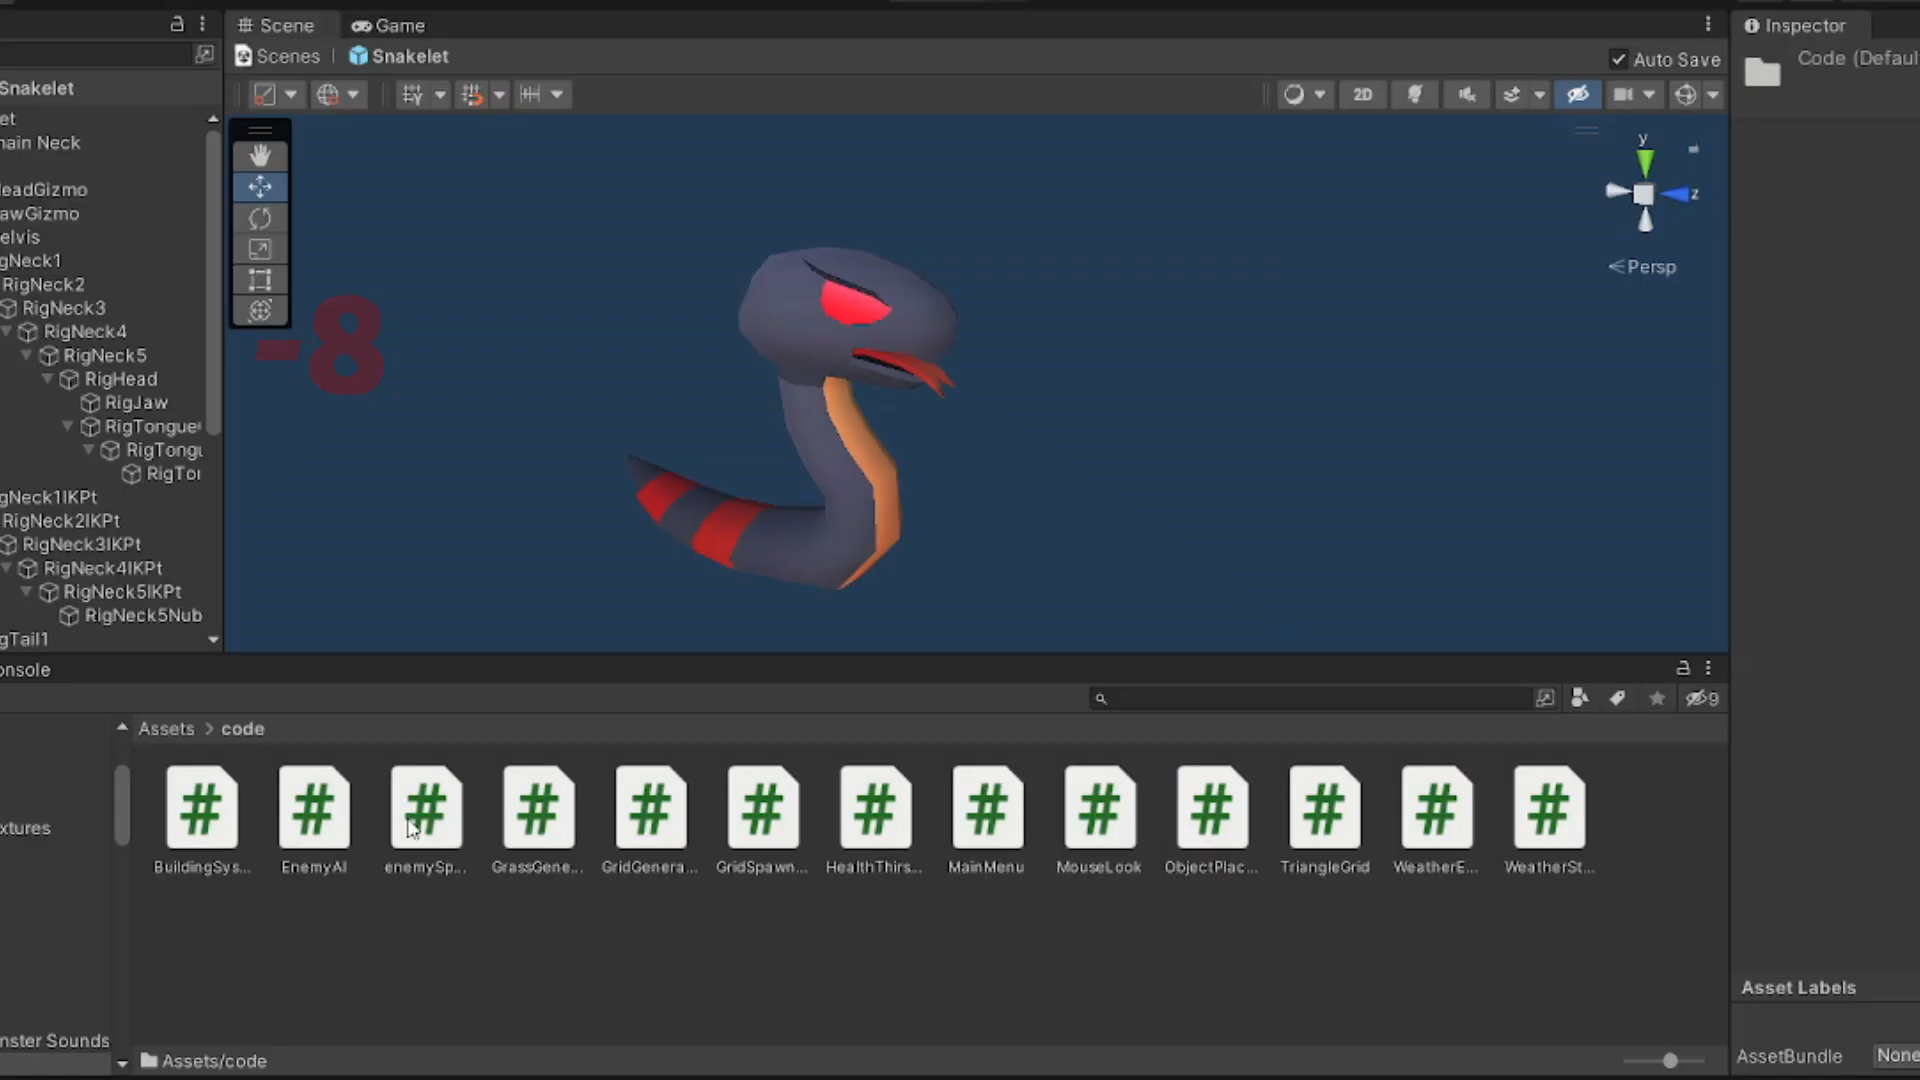 Scene Game
Inspector
Scenes Snakelet
Auto Save
Code (Defaul
Snakelet
2D
et
nain Neck
y
z
eadGizmo
awGizmo
elvis
gNeck1
<Persp
RigNeck2
RigNeck3
-8
RigNeck4
RigNeck5
RigHead
RigJaw
RigTongue
RigTongu
RigTor
gNeck1IKPt
RigNeck2IKPt
RigNeck3IKPt
RigNeck4IKPt
RigNeck5IKPt
RigNeck5Nub
gTail1
onsole
9
Assets > code
xtures
BuildingSys... EnemyAI enemySp... GrassGene... GridGenera... GridSpawn... HealthThirs... MainMenu MouseLook ObjectPlac... TriangleGrid WeatherE... WeatherSt...
Asset Labels
nster Sounds
Assets/code
AssetBundle None